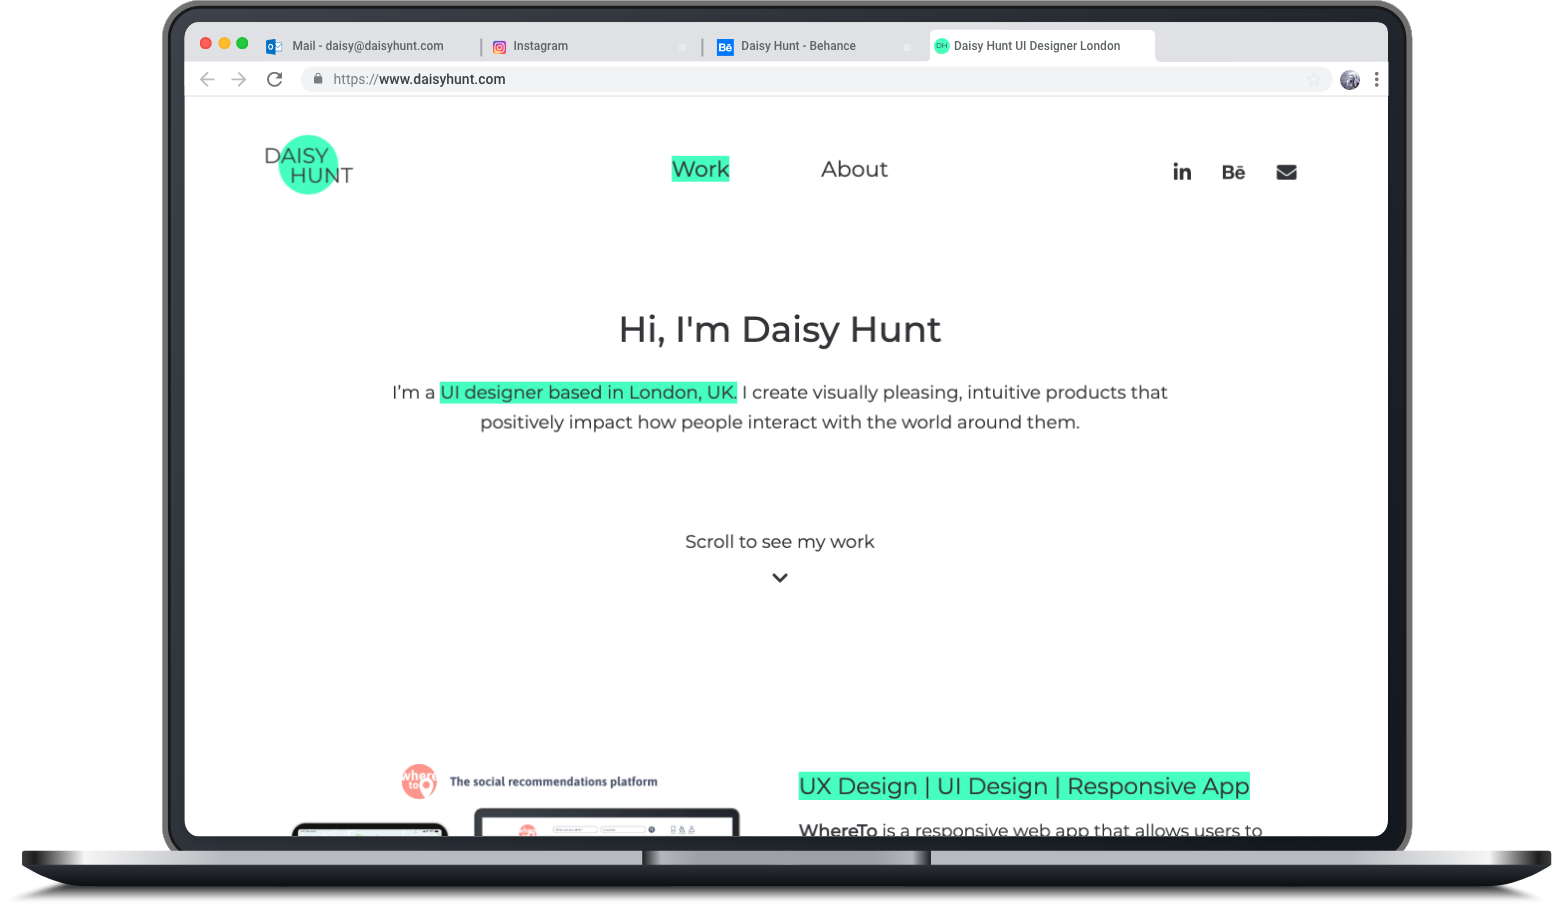 Mail - daisy@daisyhunt.com
Instagram
Bē Daisy Hunt - Behance
DH Daisy Hunt UI Designer London
https://www.daisyhunt.com
DAISY
HUNT
Work
About
in
Bē
Hi, I'm Daisy Hunt
I’m a UI designer based in London, UK. I create visually pleasing, intuitive products that
positively impact how people interact with the world around them.
Scroll to see my work
where
to
The social recommendations platform
UX Design | UI Design | Responsive App
WhereTo is a responsive web app that allows users to